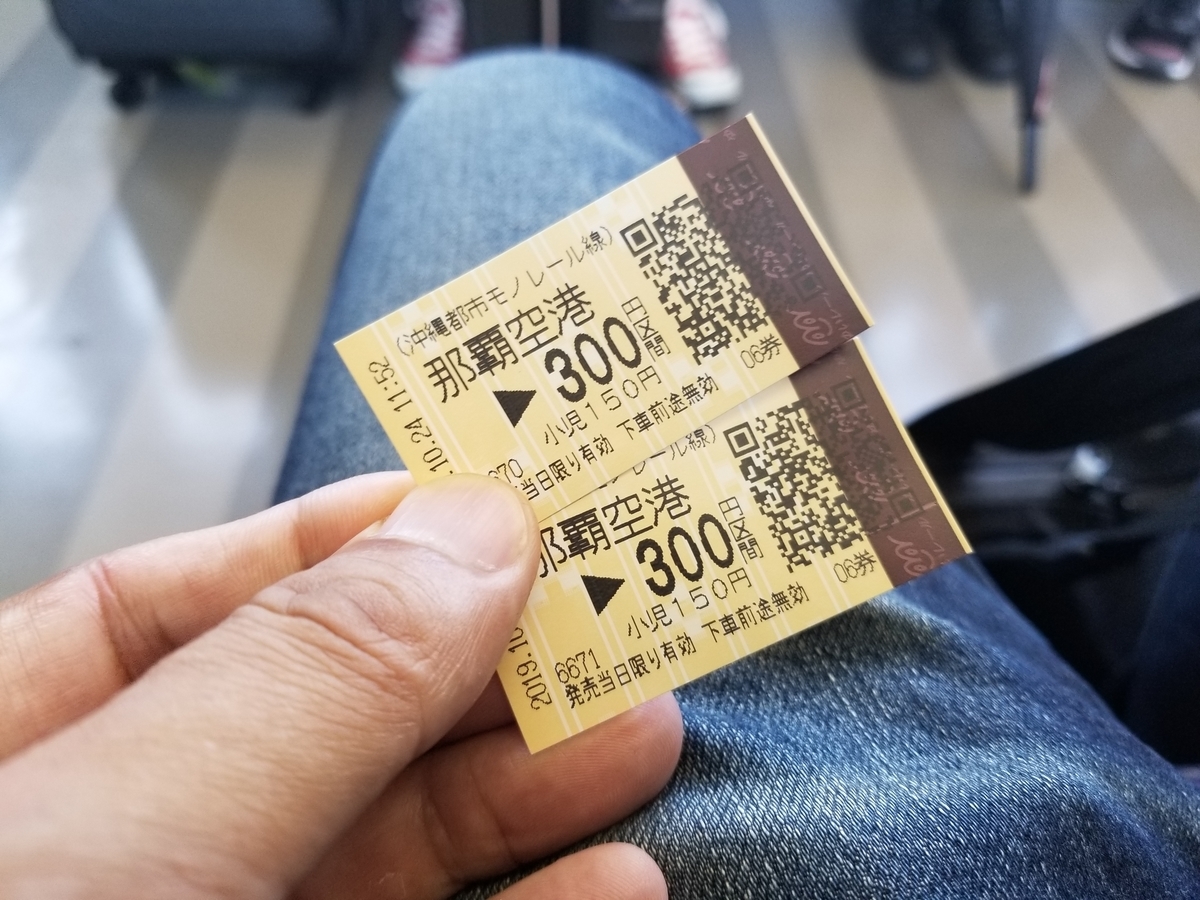 (沖縄都市モノレール線)
那覇空港
▶ 300円区間
小児150円
06券
当日限り有効 下車前途無効
.10.24 11:52
レール線)
覇空港
▶ 300円区間
小児150円
06券
6671
発売当日限り有効 下車前途無効
2019.10